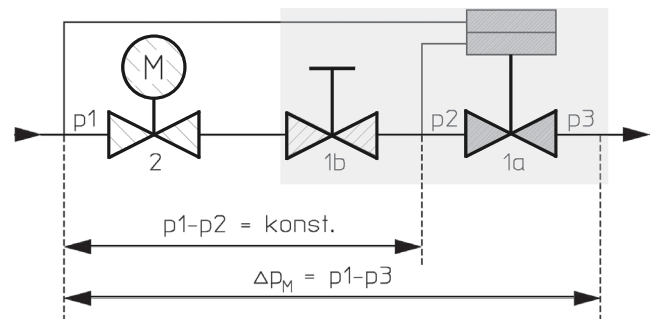 M
p1
p2
p3
2
1b
1a
p1-p2 = konst.
Δp_M = p1-p3